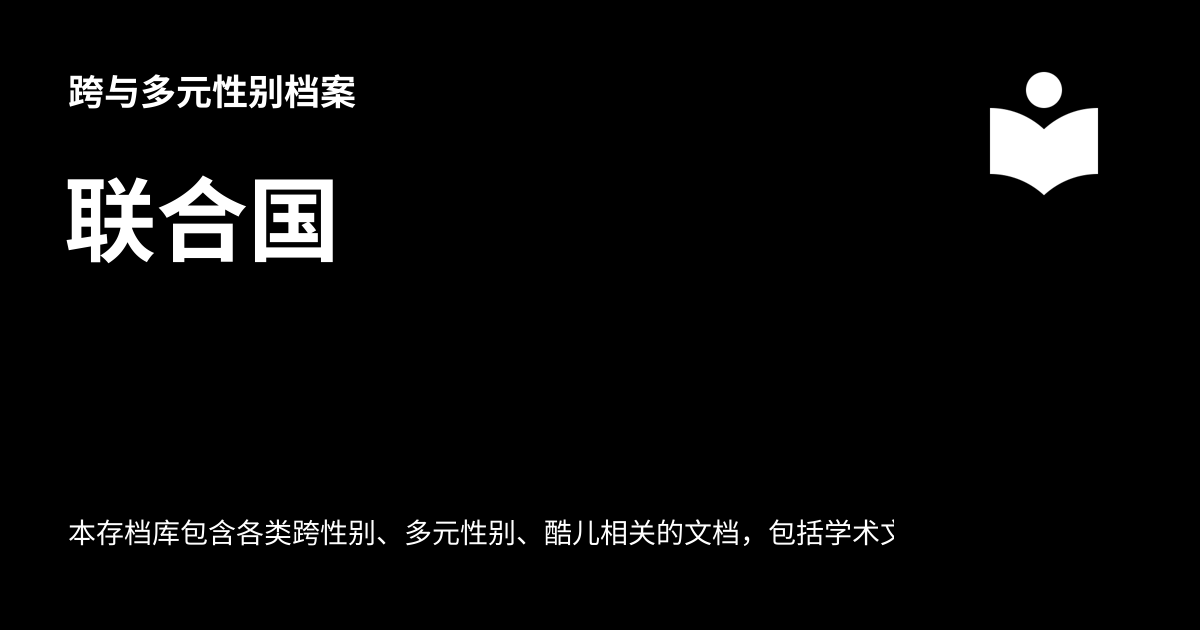 跨与多元性别档案
联合国
本存档库包含各类跨性别、多元性别、酷儿相关的文档，包括学术